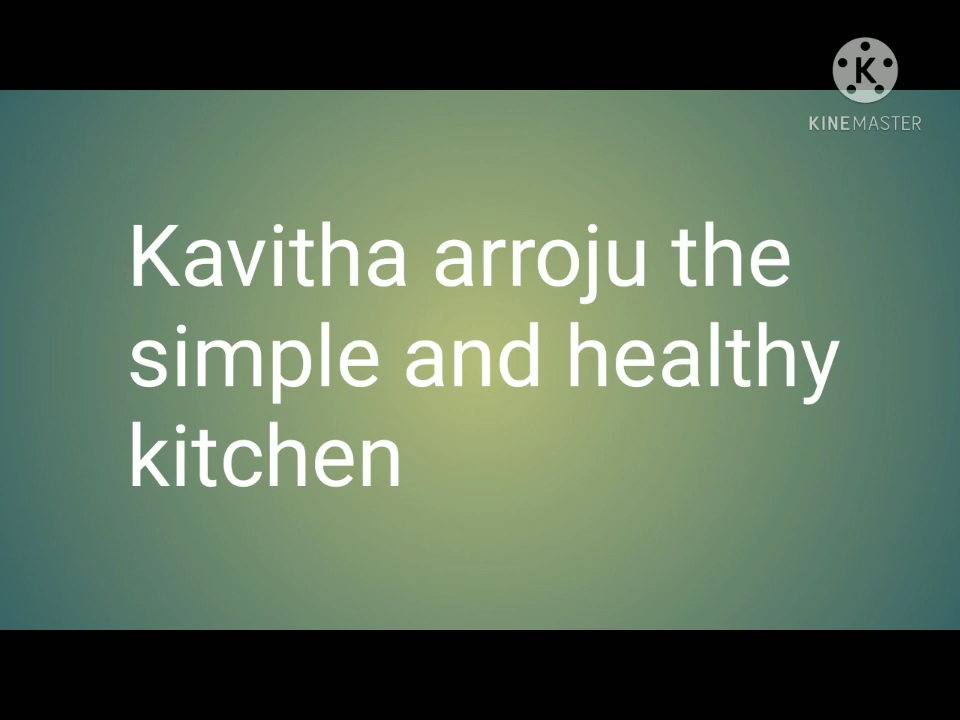 K
KINEMASTER
Kavitha arroju the
simple and healthy
kitchen